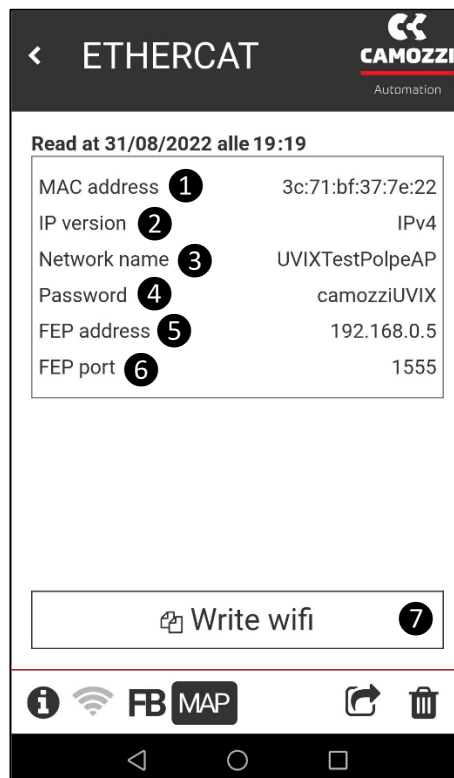 ETHERCAT
CAMOZZI
Automation
Read at 31/08/2022 alle 19:19
MAC address 1 3c:71:bf:37:7e:22
IP version 2 IPv4
Network name 3 UVIXTestPolpeAP
Password 4 camozziUVIX
FEP address 5 192.168.0.5
FEP port 6 1555
Write wifi 7
FB MAP